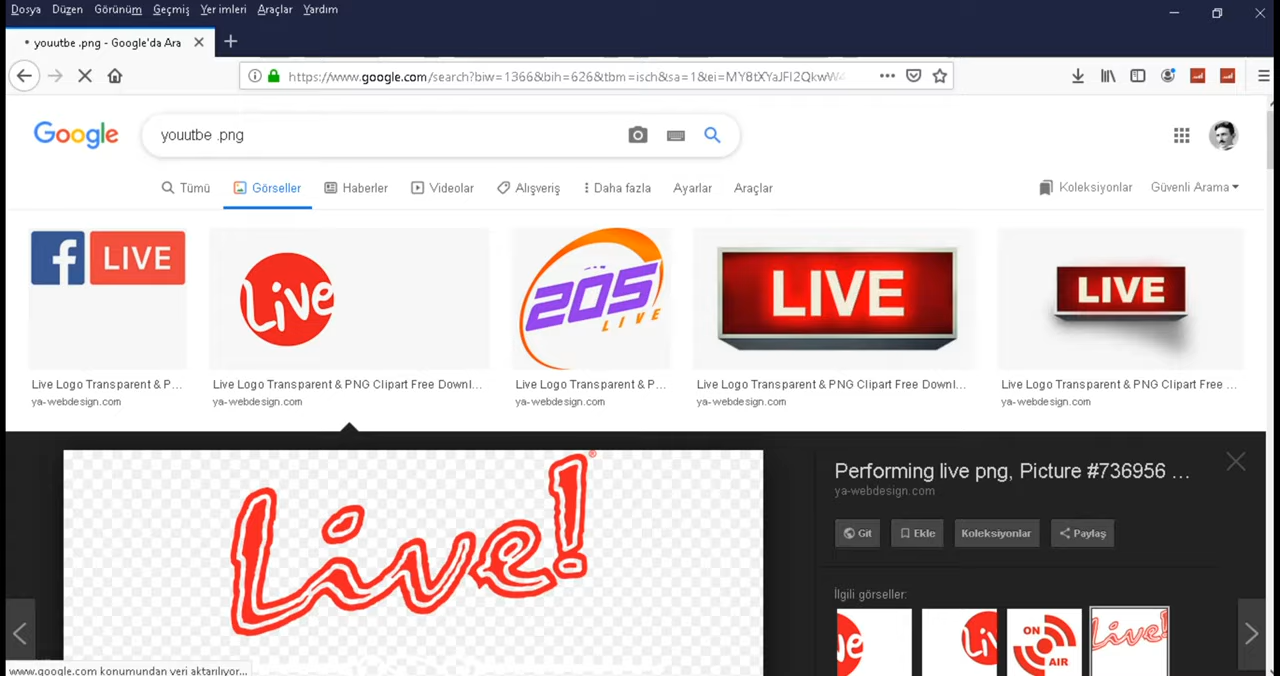 Dosya Düzen Görünüm Geçmiş Yer imleri Araçlar Yardım
youutbe .png - Google'da Ara
https://www.google.com/search?biw=1366&bih=626&tbm=isch&sa=1&ei=MY8tXYaJFI2QkwW
Google
youutbe .png
Tümü Görseller Haberler Videolar Alışveriş Daha fazla Ayarlar Araçlar Koleksiyonlar Güvenli Arama
f LIVE
Live
205 LIVE
LIVE
LIVE
Live Logo Transparent & P... Live Logo Transparent & PNG Clipart Free Downl... Live Logo Transparent & P... Live Logo Transparent & PNG Clipart Free Downl... Live Logo Transparent & PNG Clipart Free ...
ya-webdesign.com ya-webdesign.com ya-webdesign.com ya-webdesign.com ya-webdesign.com
Live!®
Performing live png, Picture #736956 ...
ya-webdesign.com
Git Ekle Koleksiyonlar Paylaş
İlgili görseller:
ON AIR
Live!
www.google.com konumundan veri aktarılıyor...